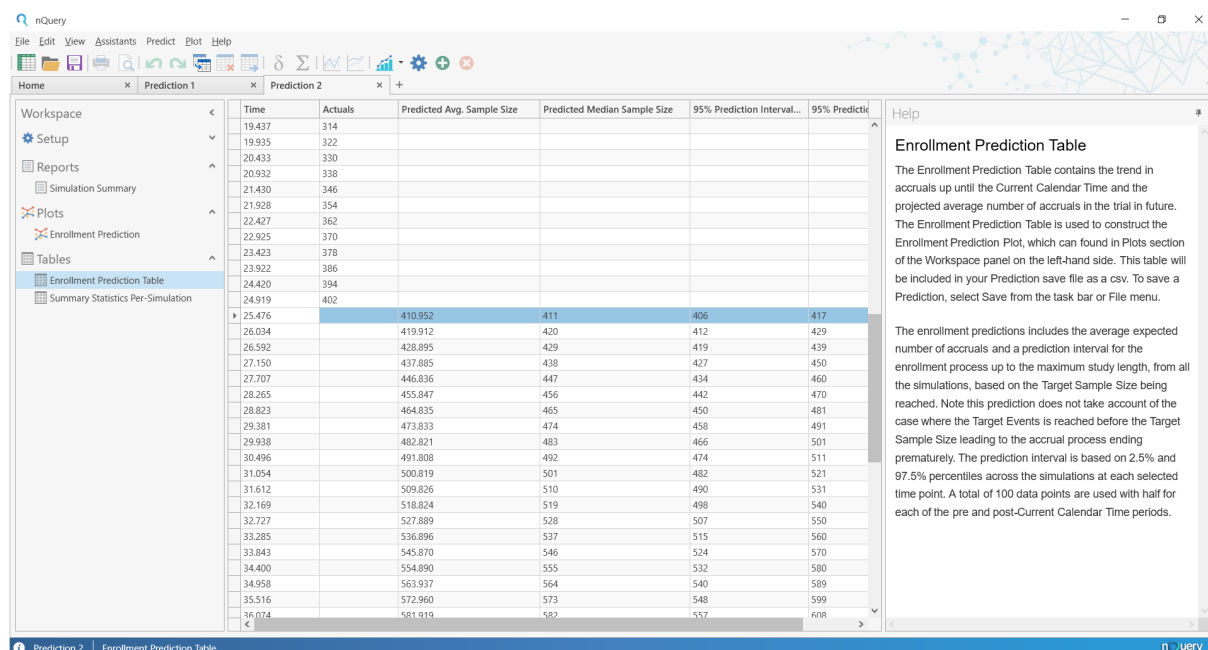 nQuery
File Edit View Assistants Predict Plot Help
Home × Prediction 1 × Prediction 2 × +
Workspace
Setup
Reports
Simulation Summary
Plots
Enrollment Prediction
Tables
Enrollment Prediction Table
Summary Statistics Per-Simulation
Time Actuals Predicted Avg. Sample Size Predicted Median Sample Size 95% Prediction Interval... 95% Predictic
19.437 314
19.935 322
20.433 330
20.932 338
21.430 346
21.928 354
22.427 362
22.925 370
23.423 378
23.922 386
24.420 394
24.919 402
25.476 410.952 411 406 417
26.034 419.912 420 412 429
26.592 428.895 429 419 439
27.150 437.885 438 427 450
27.707 446.836 447 434 460
28.265 455.847 456 442 470
28.823 464.835 465 450 481
29.381 473.833 474 458 491
29.938 482.821 483 466 501
30.496 491.808 492 474 511
31.054 500.819 501 482 521
31.612 509.826 510 490 531
32.169 518.824 519 498 540
32.727 527.889 528 507 550
33.285 536.896 537 515 560
33.843 545.870 546 524 570
34.400 554.890 555 532 580
34.958 563.937 564 540 589
35.516 572.960 573 548 599
36.074 581.919 582 557 608
Help
Enrollment Prediction Table
The Enrollment Prediction Table contains the trend in
accruals up until the Current Calendar Time and the
projected average number of accruals in the trial in future.
The Enrollment Prediction Table is used to construct the
Enrollment Prediction Plot, which can found in Plots section
of the Workspace panel on the left-hand side. This table will
be included in your Prediction save file as a csv. To save a
Prediction, select Save from the task bar or File menu.
The enrollment predictions includes the average expected
number of accruals and a prediction interval for the
enrollment process up to the maximum study length, from all
the simulations, based on the Target Sample Size being
reached. Note this prediction does not take account of the
case where the Target Events is reached before the Target
Sample Size leading to the accrual process ending
prematurely. The prediction interval is based on 2.5% and
97.5% percentiles across the simulations at each selected
time point. A total of 100 data points are used with half for
each of the pre and post-Current Calendar Time periods.
Prediction 2 | Enrollment Prediction Table
nQuery